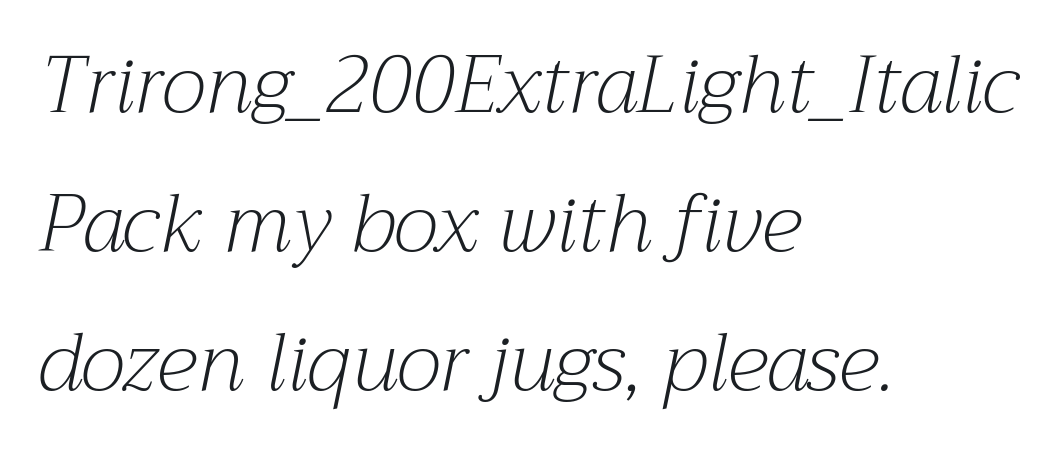 Trirong_200ExtraLight_Italic
Pack my box with five
dozen liquor jugs, please.